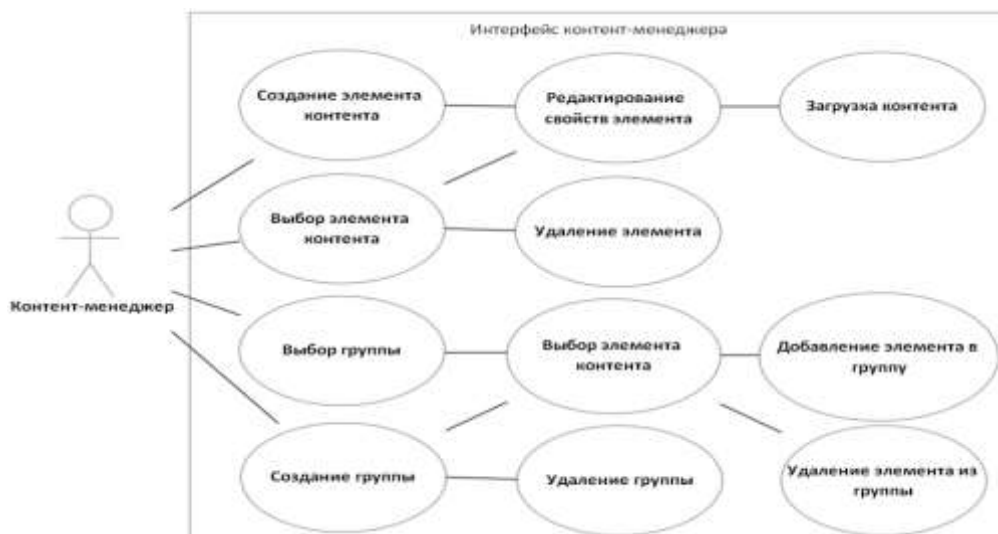 Интерфейс контент-менеджера
Создание элемента
контента
Редактирование
свойств элемента
Загрузка контента
Выбор элемента
контента
Удаление элемента
Контент-менеджер
Выбор группы
Выбор элемента
контента
Добавление элемента в
группу
Создание группы
Удаление группы
Удаление элемента из
группы